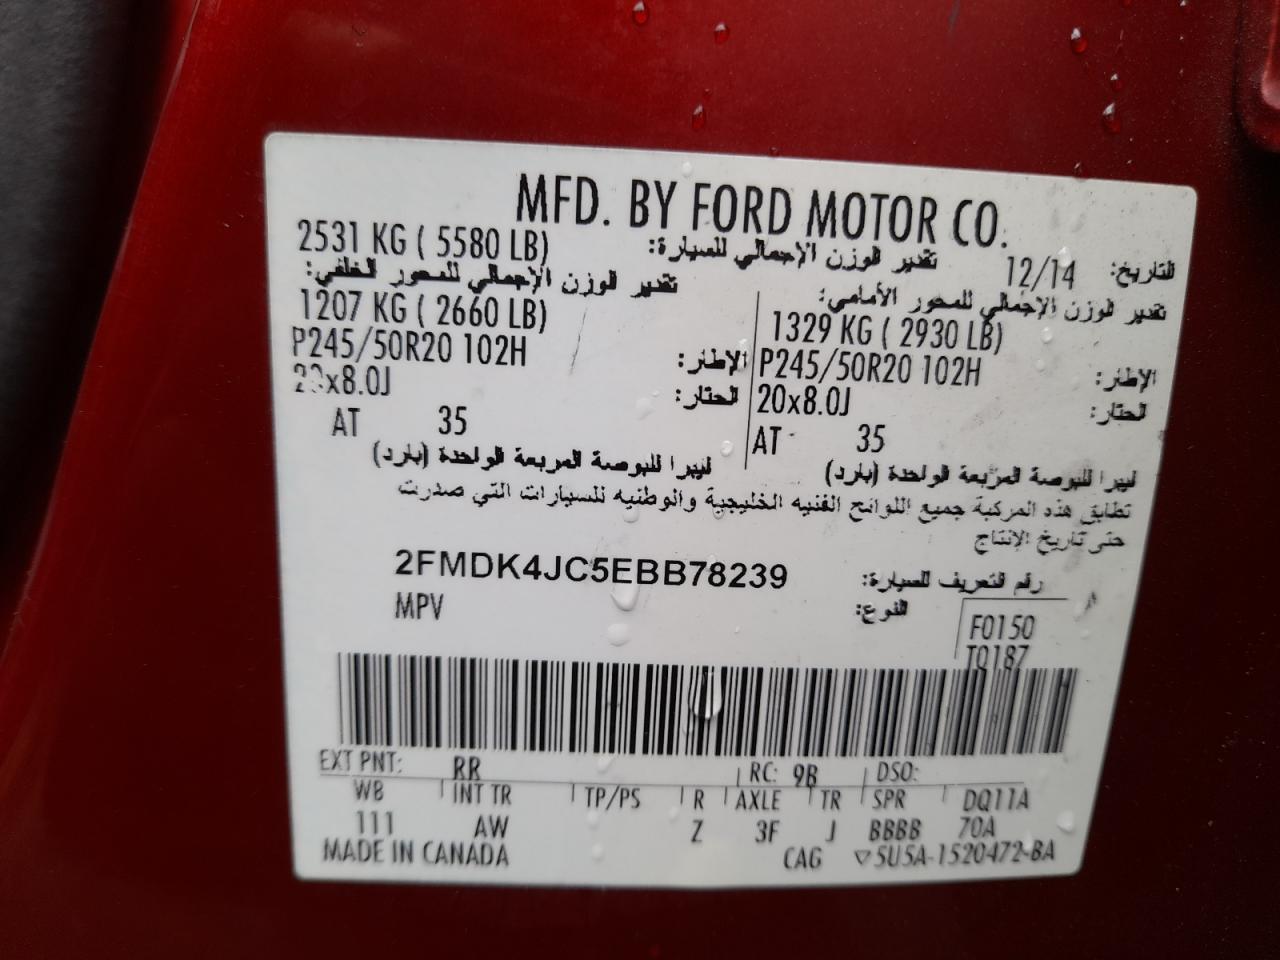 MFD. BY FORD MOTOR CO.
التاريخ: 12/14 تقدير الوزن الإجمالي للسيارة: 2531 KG ( 5580 LB)
تقدير الوزن الإجمالي للمحور الأمامي: تقدير الوزن الإجمالي للمحور الخلفي:
1329 KG ( 2930 LB) 1207 KG ( 2660 LB)
الإطار: P245/50R20 102H الإطار: P245/50R20 102H
الحتار: 20x8.0J الحتار: x8.0J
AT 35 AT 35
ليبرا للبوصة المربعة الواحدة (بارد) ليبرا للبوصة المربعة الواحدة (بارد)
تطابق هذه المركبة جميع اللوائح الفنيه الخليجية والوطنيه للسيارات التي صدرت
حتى تاريخ الإنتاج
رقم التعريف للسيارة: 2FMDK4JC5EBB78239
النوع: MPV
F0150
T0187
EXT PNT: RR RC: 9B DSO:
WB INT TR TP/PS R AXLE TR SPR DQ11A
111 AW Z 3F J BBBB 70A
MADE IN CANADA CAG ▽5U5A-1520472-BA